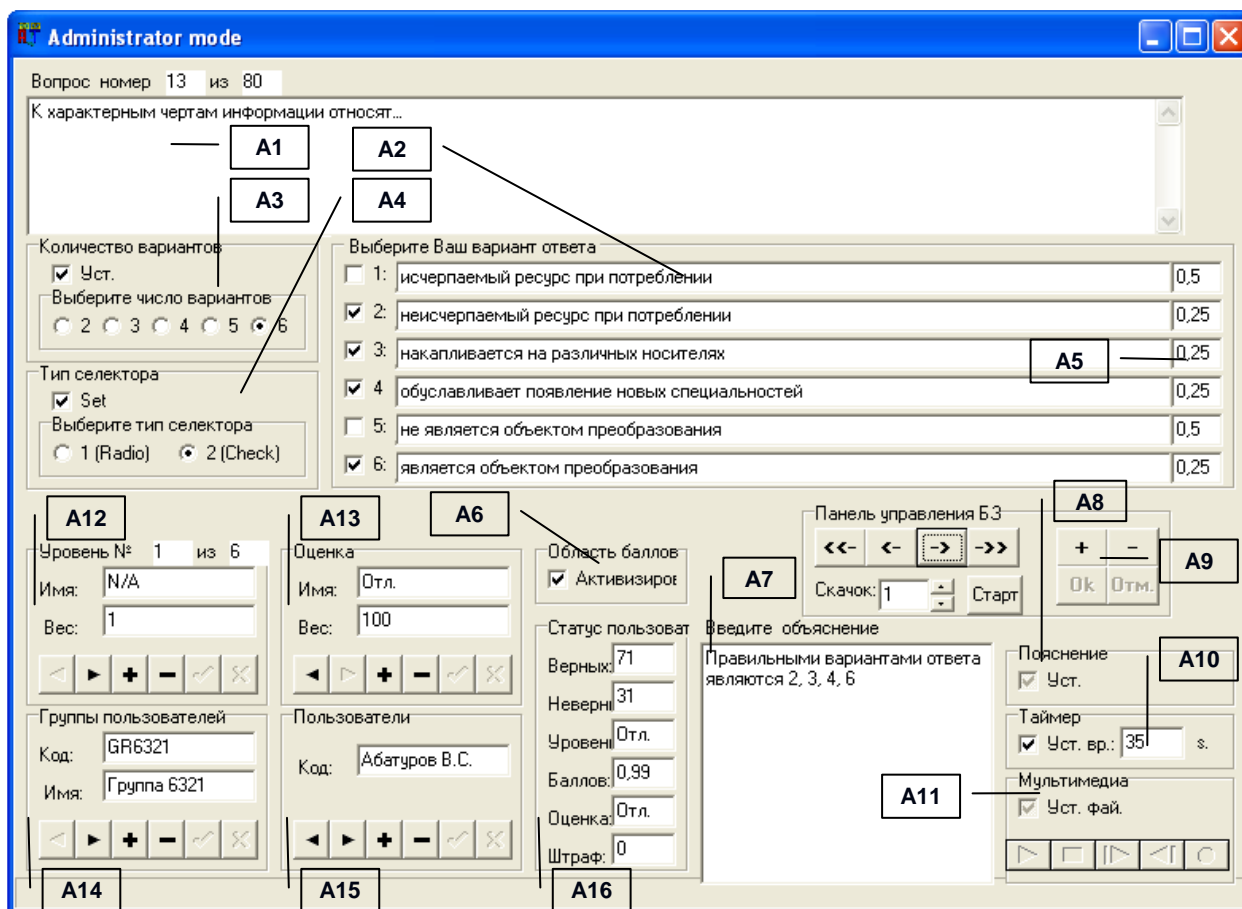 Administrator mode
Вопрос номер 13 из 80
К характерным чертам информации относят...
A1
A2
A3
A4
Количество вариантов
Уст.
Выберите число вариантов
2 3 4 5 6
Тип селектора
Set
Выберите тип селектора
1 (Radio) 2 (Check)
Выберите Ваш вариант ответа
1: исчерпаемый ресурс при потреблении 0,5
2: неисчерпаемый ресурс при потреблении 0,25
3: накапливается на различных носителях 0,25
A5
4 обуславливает появление новых специальностей 0,25
5: не является объектом преобразования 0,5
6: является объектом преобразования 0,25
A12
A13
A6
A7
A8
A9
Уровень № 1 из 6
Имя: N/A
Вес: 1
Оценка
Имя: Отл.
Вес: 100
Область баллов
Активизиров
Панель управления БЗ
<<- <- -> ->>
Скачок: 1 Старт
+ -
Ok Отм.
Группы пользователей
Код: GR6321
Имя: Группа 6321
Пользователи
Код: Абатуров В.С.
Статус пользоват
Верных: 71
Неверн 31
Уровен Отл.
Баллов: 0,99
Оценка: Отл.
Штраф: 0
Введите объяснение
Правильными вариантами ответа
являются 2, 3, 4, 6
Пояснение
Уст.
A10
Таймер
Уст. вр.: 35 s.
A11
Мультимедиа
Уст. фай.
A14
A15
A16